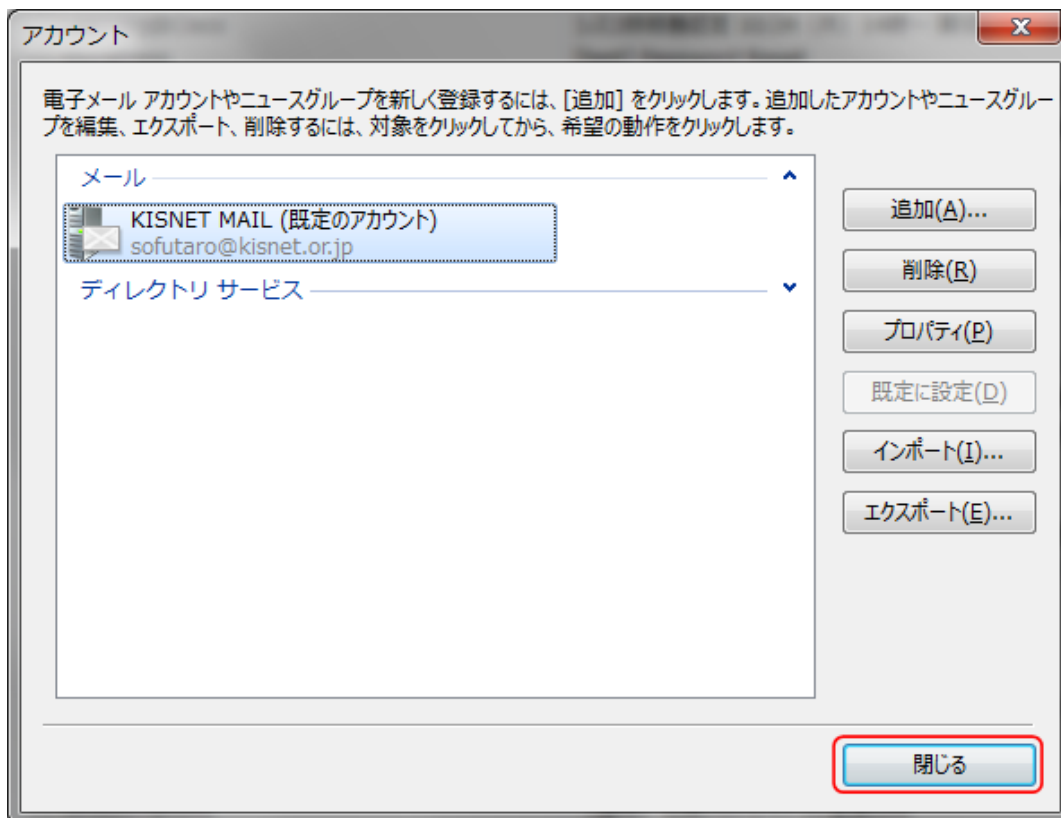 アカウント
電子メール アカウントやニュースグループを新しく登録するには、[追加] をクリックします。追加したアカウントやニュースグルー
プを編集、エクスポート、削除するには、対象をクリックしてから、希望の動作をクリックします。
メール
KISNET MAIL (既定のアカウント)
sofutaro@kisnet.or.jp
ディレクトリ サービス
追加(A)...
削除(R)
プロパティ(P)
既定に設定(D)
インポート(I)...
エクスポート(E)...
閉じる